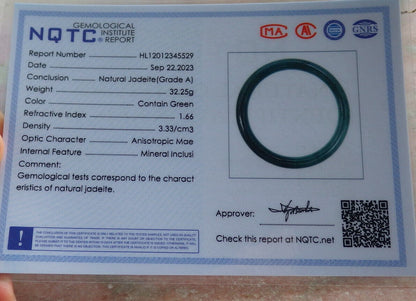 NQTC® GEMOLOGICAL INSTITUTE REPORT
MA
GNRS
Report Number HL12012345529
Date Sep 22,2023
Conclusion Natural Jadeite(Grade A)
Weight 32.25g
Color Contain Green
Refractive Index 1.66
Density 3.33/cm3
Optic Character Anisotropic Mae
Internal Feature Mineral Inclusi
Comment:
Gemological tests correspond to the charact
eristics of natural jadeite.
Approver:
Check this report at NQTC.net